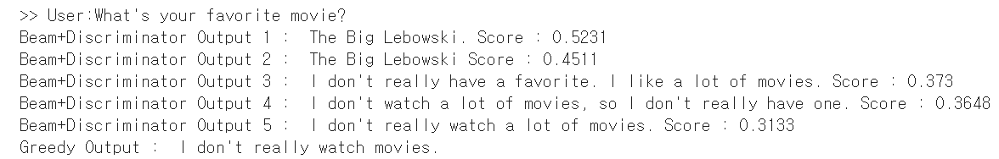 >> User:What's your favorite movie?
Beam+Discriminator Output 1 :  The Big Lebowski. Score : 0.5231
Beam+Discriminator Output 2 :  The Big Lebowski Score : 0.4511
Beam+Discriminator Output 3 :  I don't really have a favorite. I like a lot of movies. Score : 0.373
Beam+Discriminator Output 4 :  I don't watch a lot of movies, so I don't really have one. Score : 0.3648
Beam+Discriminator Output 5 :  I don't really watch a lot of movies. Score : 0.3133
Greedy Output :  I don't really watch movies.